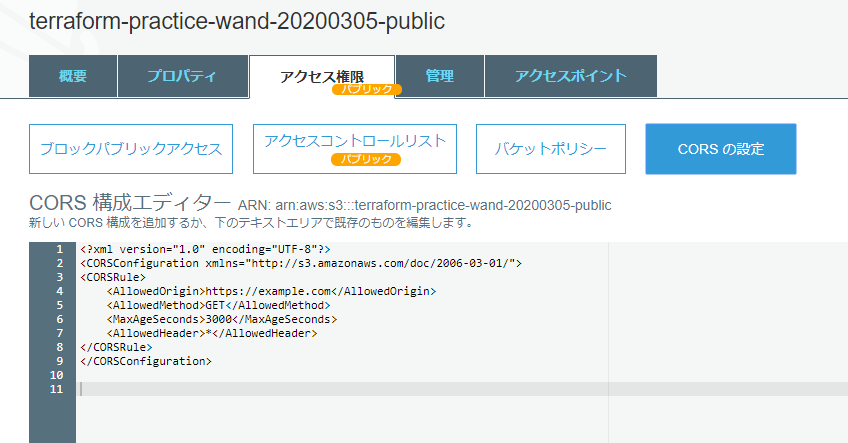 terraform-practice-wand-20200305-public
概要 プロパティ アクセス権限 管理 アクセスポイント
パブリック
ブロックパブリックアクセス アクセスコントロールリスト バケットポリシー CORS の設定
パブリック
CORS 構成エディター ARN: arn:aws:s3:::terraform-practice-wand-20200305-public
新しい CORS 構成を追加するか、下のテキストエリアで既存のものを編集します。
1 <?xml version="1.0" encoding="UTF-8"?>
2 <CORSConfiguration xmlns="http://s3.amazonaws.com/doc/2006-03-01/">
3 <CORSRule>
4     <AllowedOrigin>https://example.com</AllowedOrigin>
5     <AllowedMethod>GET</AllowedMethod>
6     <MaxAgeSeconds>3000</MaxAgeSeconds>
7     <AllowedHeader>*</AllowedHeader>
8 </CORSRule>
9 </CORSConfiguration>
10
11